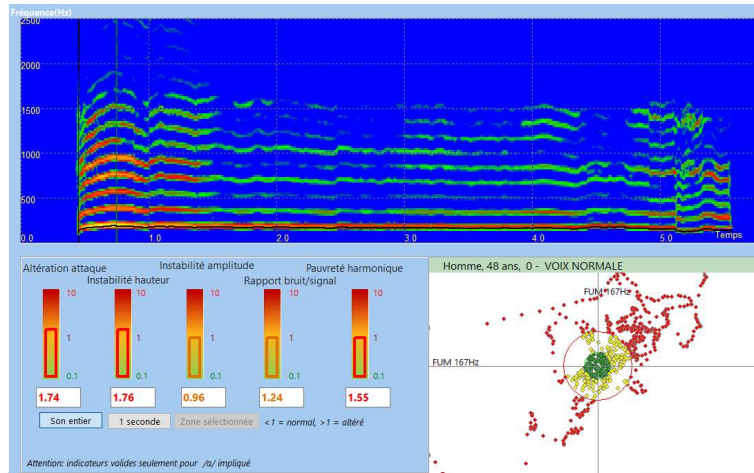 Fréquence(Hz)
2500
2000
1500
1000
500
0.0 1.0 2.0 3.0 4.0 5.0 Temps
Altération attaque Instabilité amplitude Pauvreté harmonique
Instabilité hauteur Rapport bruit/signal
10 10 10 10 10
1 1 1 1 1
0.1 0.1 0.1 0.1 0.1
1.74 1.76 0.96 1.24 1.55
Son entier 1 seconde Zone sélectionnée <1 = normal, >1 = altéré
Attention: indicateurs valides seulement pour /a/ impliqué
Homme, 48 ans, 0 - VOIX NORMALE
FUM 167Hz
FUM 167Hz